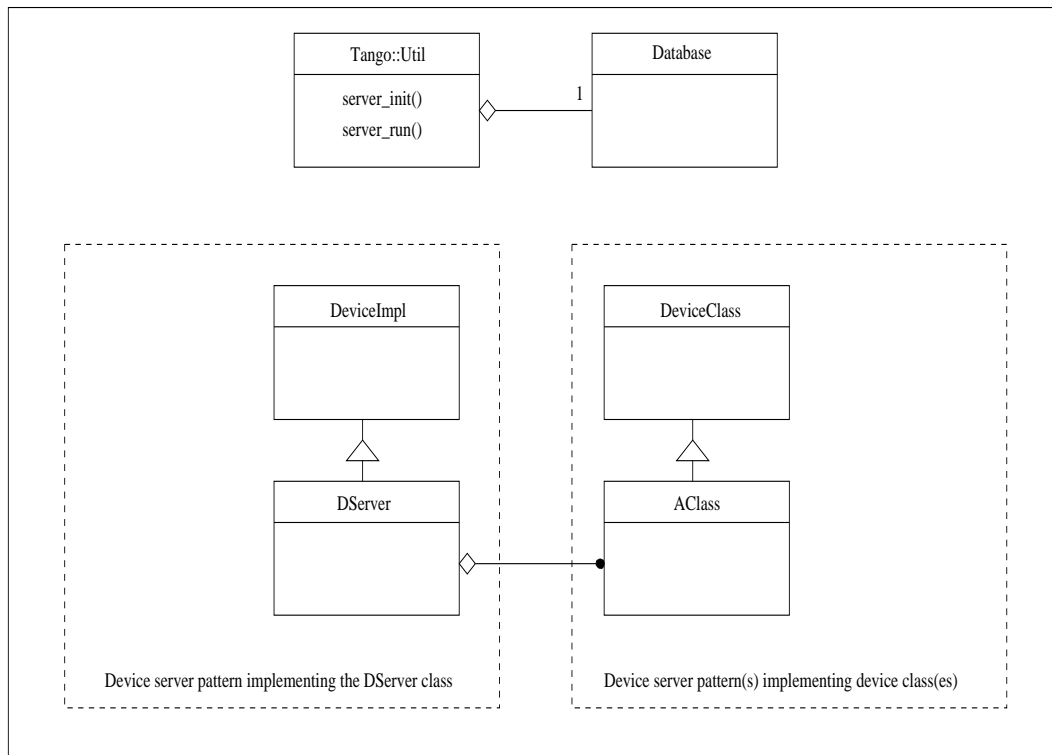 Tango::Util
server_init()
server_run()
1
Database
DeviceImpl
DServer
Device server pattern implementing the DServer class
DeviceClass
AClass
Device server pattern(s) implementing device class(es)